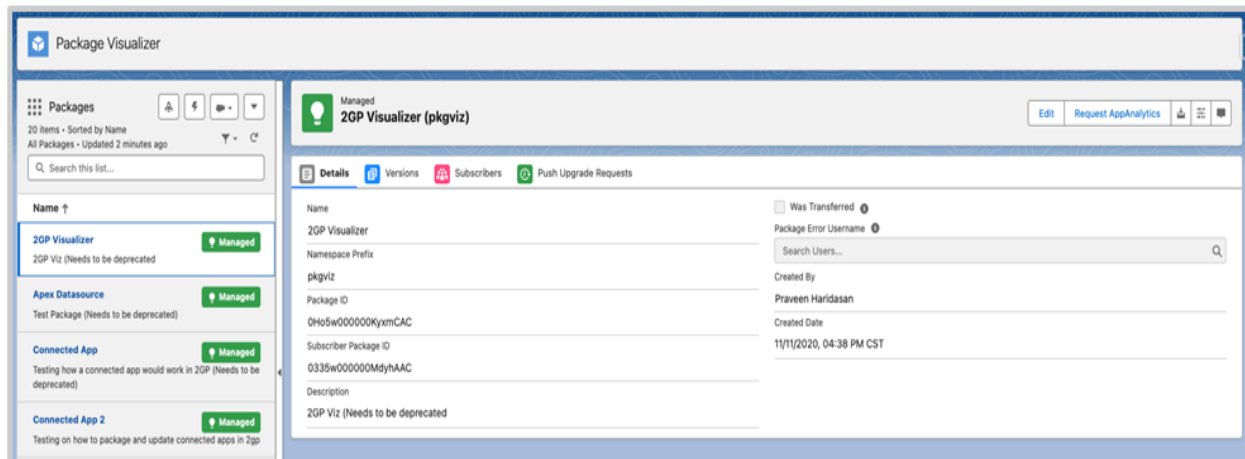 Package Visualizer
Packages
20 items • Sorted by Name
All Packages • Updated 2 minutes ago
Search this list...
Name ↑
2GP Visualizer
Managed
2GP Viz (Needs to be deprecated
Apex Datasource
Managed
Test Package (Needs to be deprecated)
Connected App
Managed
Testing how a connected app would work in 2GP (Needs to be
deprecated)
Connected App 2
Managed
Testing on how to package and update connected apps in 2gp
Managed
2GP Visualizer (pkgviz)
Edit
Request AppAnalytics
Details
Versions
Subscribers
Push Upgrade Requests
Name
2GP Visualizer
Namespace Prefix
pkgviz
Package ID
0Ho5w000000KyxmCAC
Subscriber Package ID
0335w000000MdyhAAC
Description
2GP Viz (Needs to be deprecated
Was Transferred
Package Error Username
Search Users...
Created By
Praveen Haridasan
Created Date
11/11/2020, 04:38 PM CST